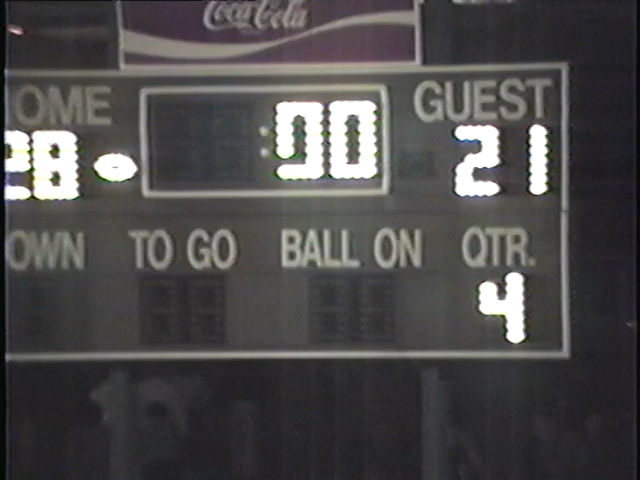 Coca-Cola
OME GUEST
28 :00 21
OWN TO GO BALL ON QTR.
4